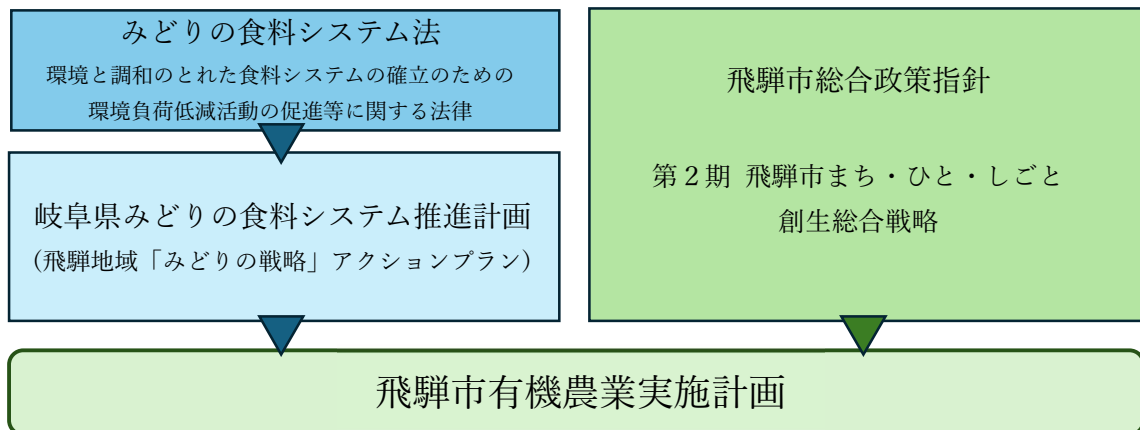 みどりの食料システム法
環境と調和のとれた食料システムの確立のための
環境負荷低減活動の促進等に関する法律
岐阜県みどりの食料システム推進計画
(飛騨地域「みどりの戦略」アクションプラン)
飛騨市総合政策指針
第2期 飛騨市まち・ひと・しごと
創生総合戦略
飛騨市有機農業実施計画